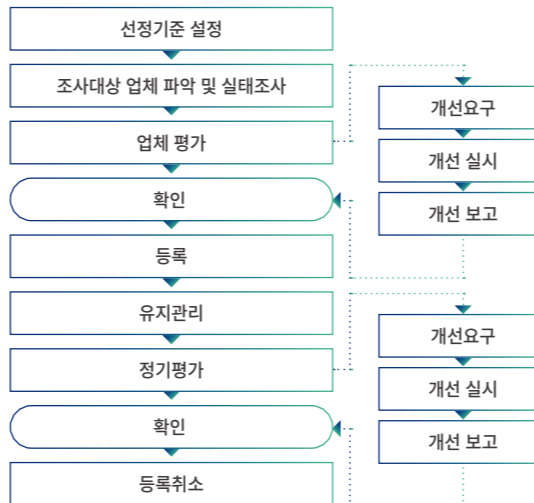 선정기준 설정
조사대상 업체 파악 및 실태조사
업체 평가
확인
등록
유지관리
정기평가
확인
등록취소
개선요구
개선 실시
개선 보고
개선요구
개선 실시
개선 보고